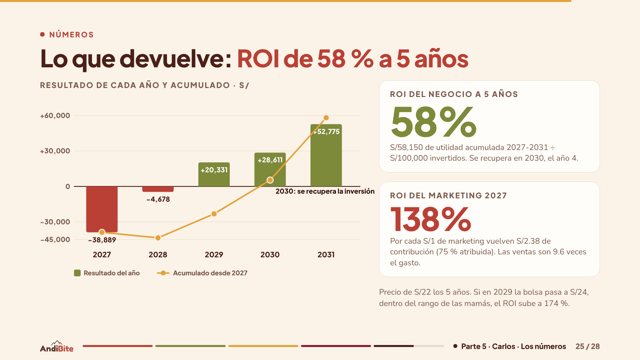 NÚMEROS
Lo que devuelve: ROI de 58 % a 5 años
RESULTADO DE CADA AÑO Y ACUMULADO · S/
+60,000
+30,000
0
−30,000
−45,000
−38,889
−4,678
+20,331
+28,611
+52,775
2030: se recupera la inversión
2027
2028
2029
2030
2031
Resultado del año
Acumulado desde 2027
ROI DEL NEGOCIO A 5 AÑOS
58%
S/58,150 de utilidad acumulada 2027-2031 ÷
S/100,000 invertidos. Se recupera en 2030, el año 4.
ROI DEL MARKETING 2027
138%
Por cada S/1 de marketing vuelven S/2.38 de
contribución (75 % atribuida). Las ventas son 9.6 veces
el gasto.
Precio de S/22 los 5 años. Si en 2029 la bolsa pasa a S/24,
dentro del rango de las mamás, el ROI sube a 174 %.
AndiBite
Parte 5 · Carlos · Los números
25 / 28